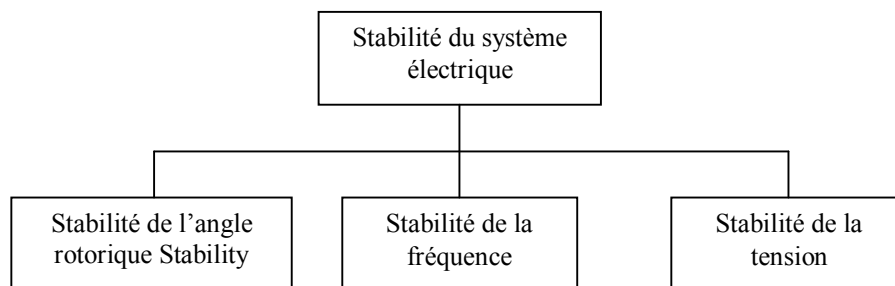 Stabilité du système
électrique
Stabilité de l’angle
rotorique Stability
Stabilité de la
fréquence
Stabilité de la
tension